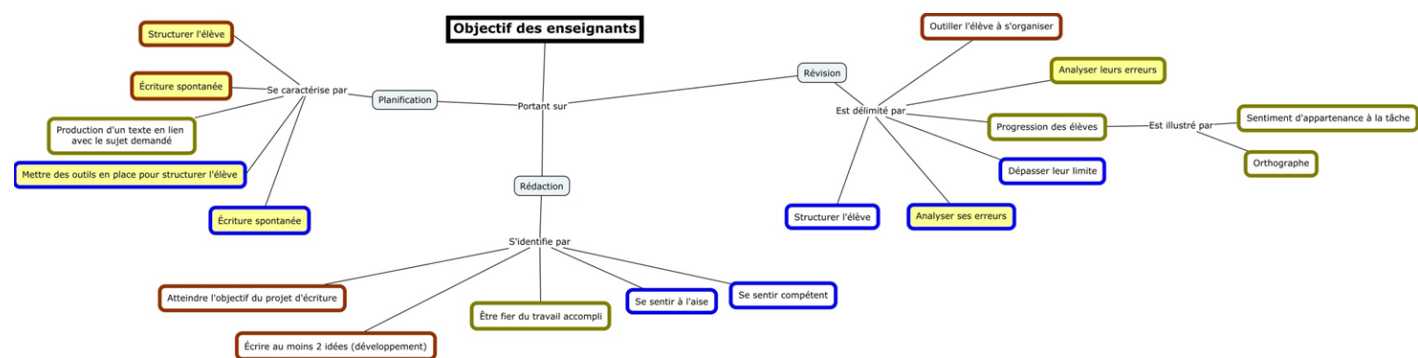 Objectif des enseignants
Outiller l'élève à s'organiser
Structurer l'élève
Révision
Analyser leurs erreurs
Écriture spontanée
Se caractérise par
Planification
Portant sur
Est délimité par
Production d'un texte en lien
avec le sujet demandé
Progression des élèves
Est illustré par
Sentiment d'appartenance à la tâche
Orthographe
Mettre des outils en place pour structurer l'élève
Dépasser leur limite
Rédaction
Écriture spontanée
Structurer l'élève
Analyser ses erreurs
S'identifie par
Atteindre l'objectif du projet d'écriture
Être fier du travail accompli
Se sentir à l'aise
Se sentir compétent
Écrire au moins 2 idées (développement)